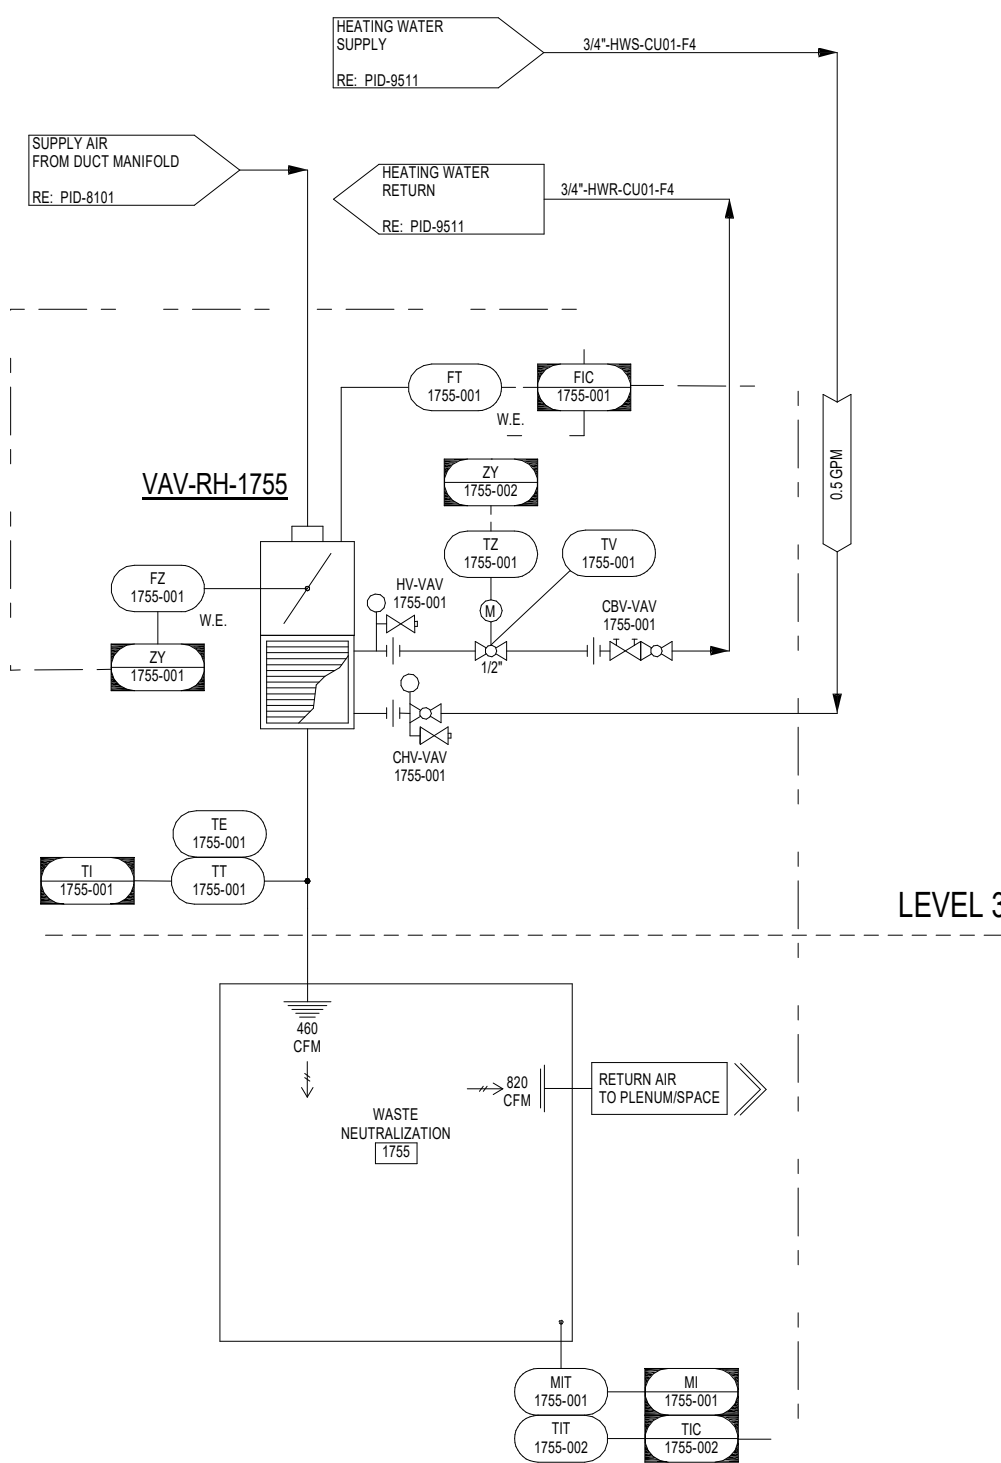 HEATING WATER
SUPPLY
RE: PID-9511
3/4"-HWS-CU01-F4
SUPPLY AIR
FROM DUCT MANIFOLD
RE: PID-8101
HEATING WATER
RETURN
RE: PID-9511
3/4"-HWR-CU01-F4
FT
1755-001
FIC
1755-001
W.E.
0.5 GPM
VAV-RH-1755
ZY
1755-002
TZ
1755-001
TV
1755-001
FZ
1755-001
W.E.
HV-VAV
1755-001
M
CBV-VAV
1755-001
1/2"
ZY
1755-001
CHV-VAV
1755-001
TE
1755-001
TI
1755-001
TT
1755-001
LEVEL 3
460
CFM
820
CFM
RETURN AIR
TO PLENUM/SPACE
WASTE
NEUTRALIZATION
1755
MIT
1755-001
MI
1755-001
TIT
1755-002
TIC
1755-002